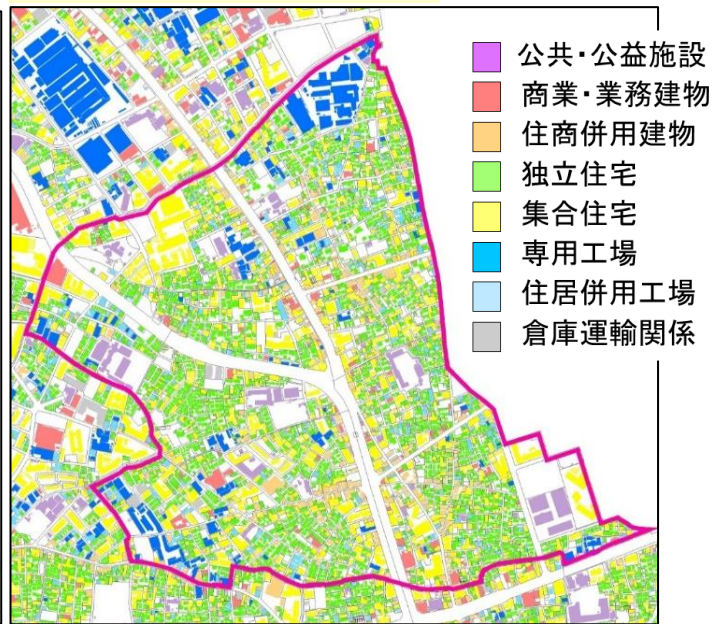 公共・公益施設
商業・業務建物
住商併用建物
独立住宅
集合住宅
専用工場
住居併用工場
倉庫運輸関係